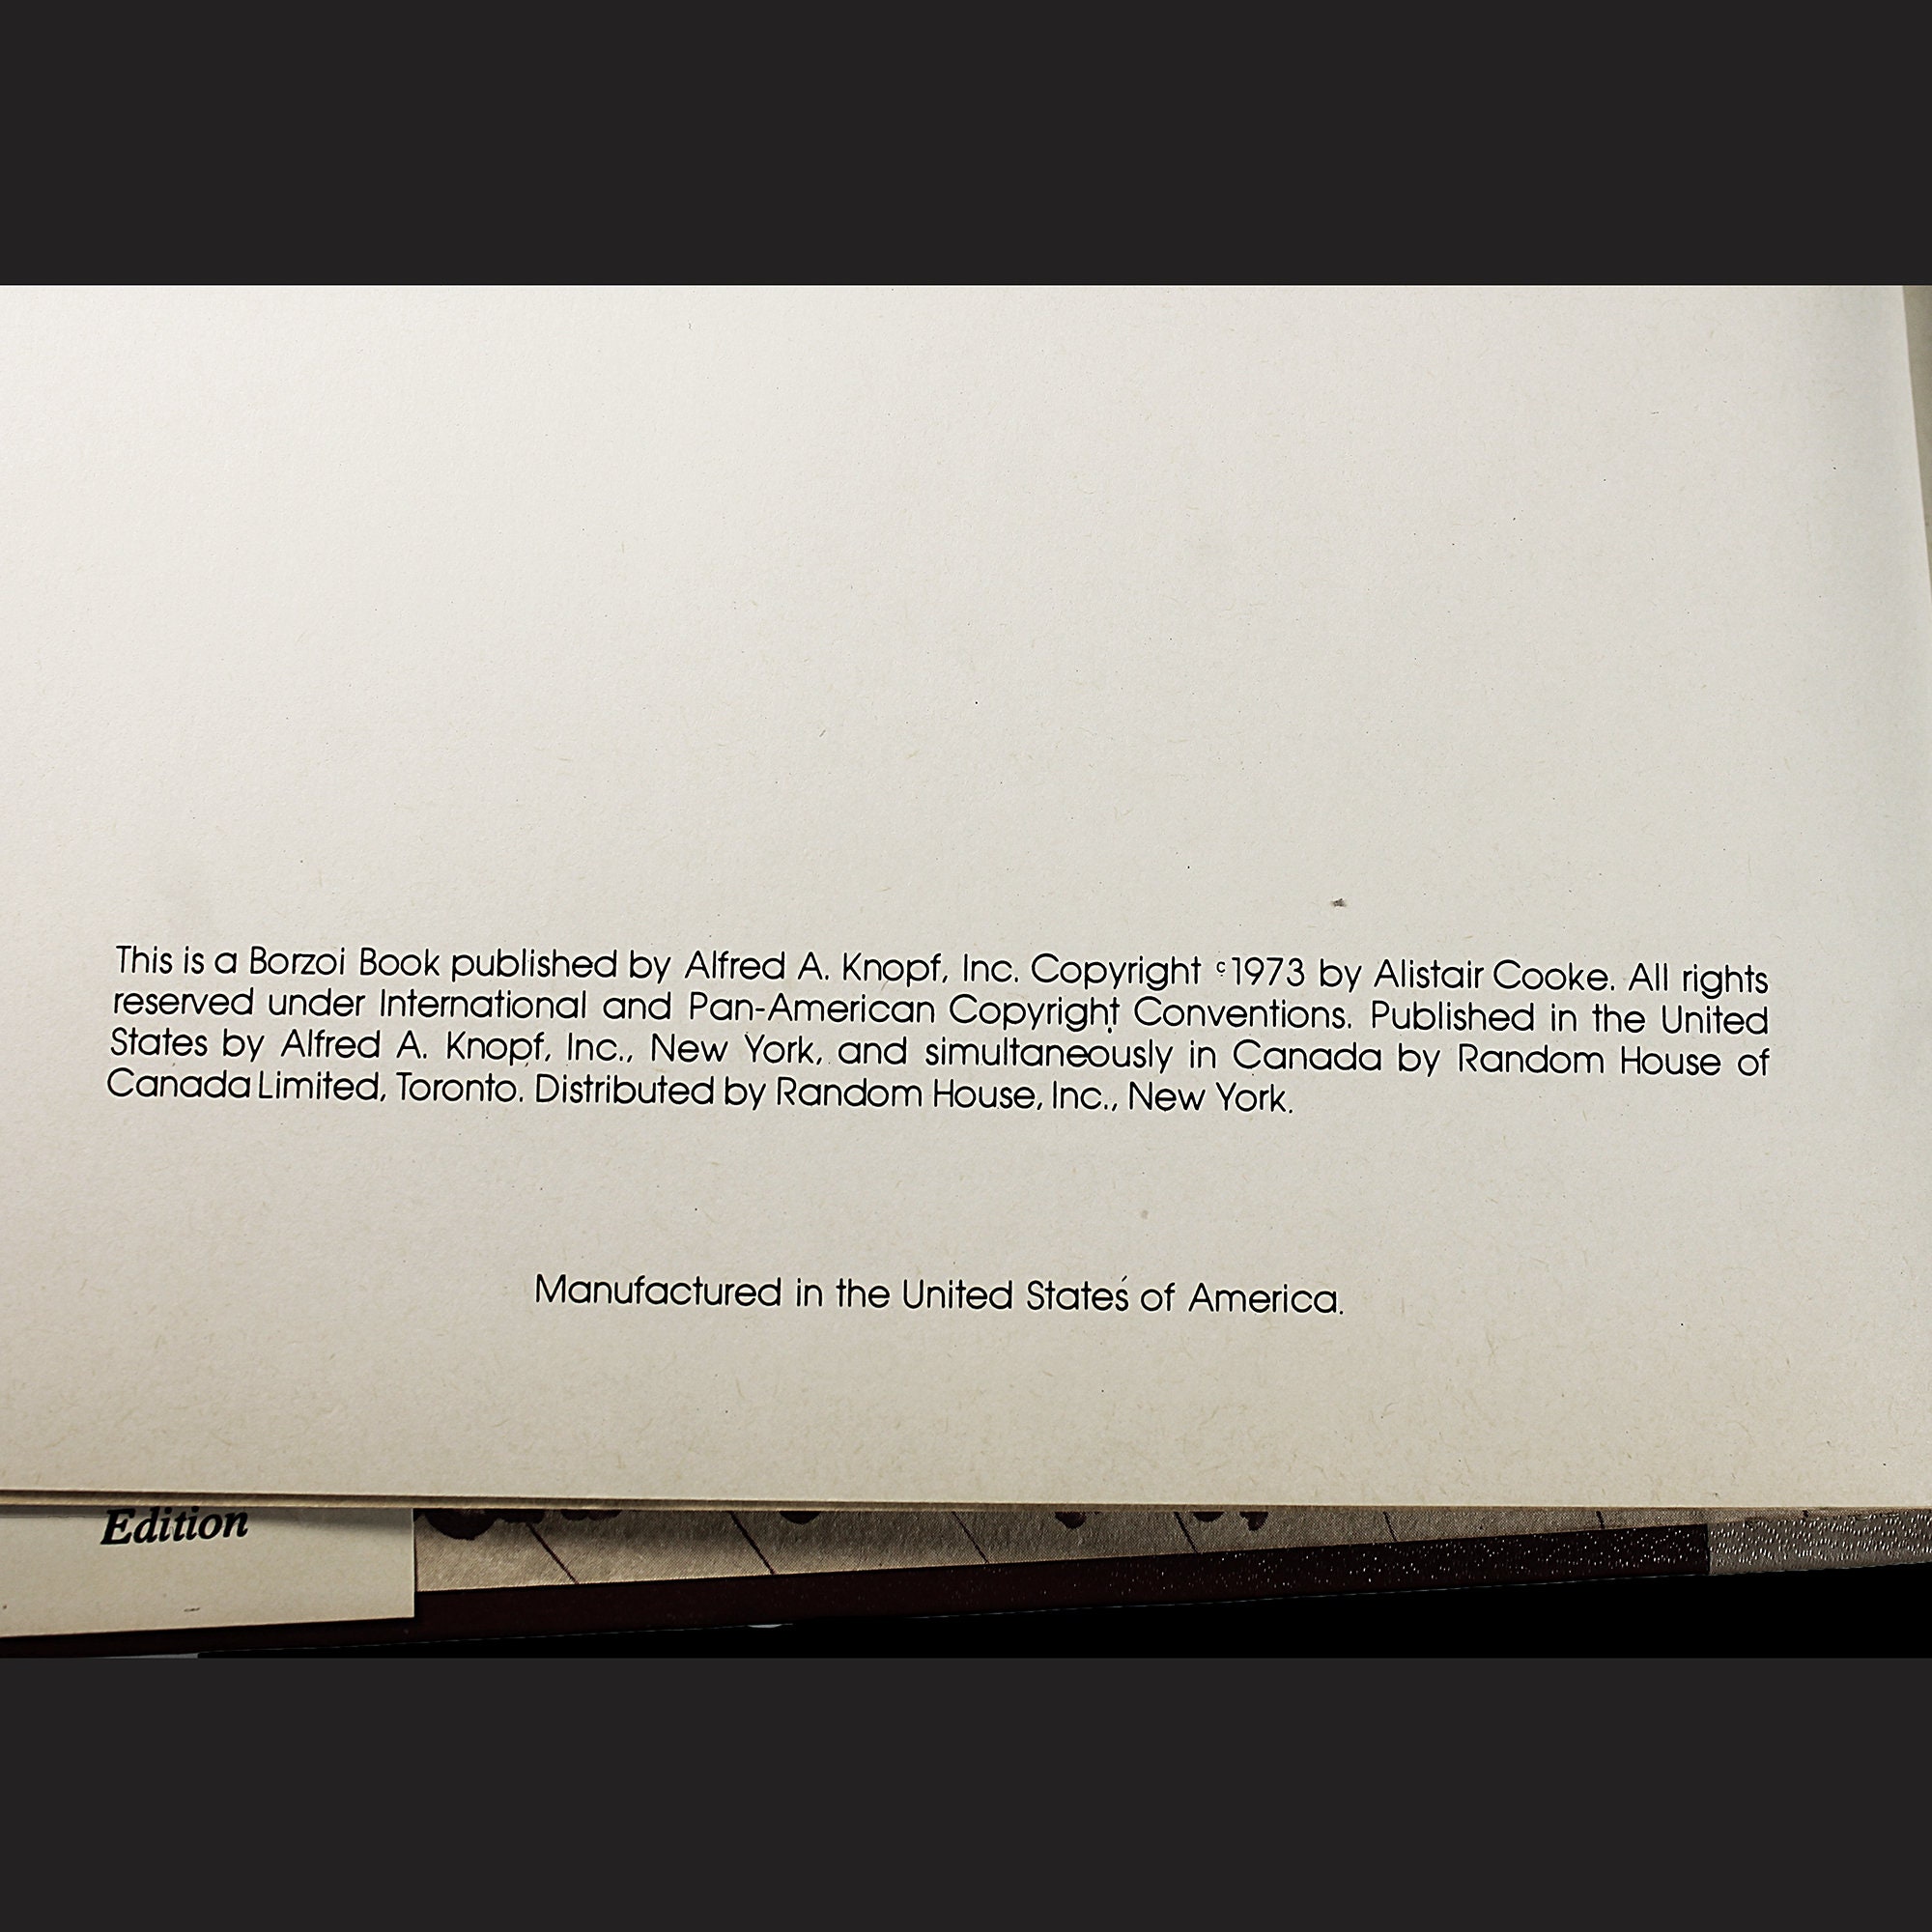 This is a Borzoi Book published by Alfred A. Knopf, Inc. Copyright ©1973 by Alistair Cooke. All rights
reserved under International and Pan-American Copyright Conventions. Published in the United
States by Alfred A. Knopf, Inc., New York, and simultaneously in Canada by Random House of
Canada Limited, Toronto. Distributed by Random House, Inc., New York.
Manufactured in the United States of America.
Edition